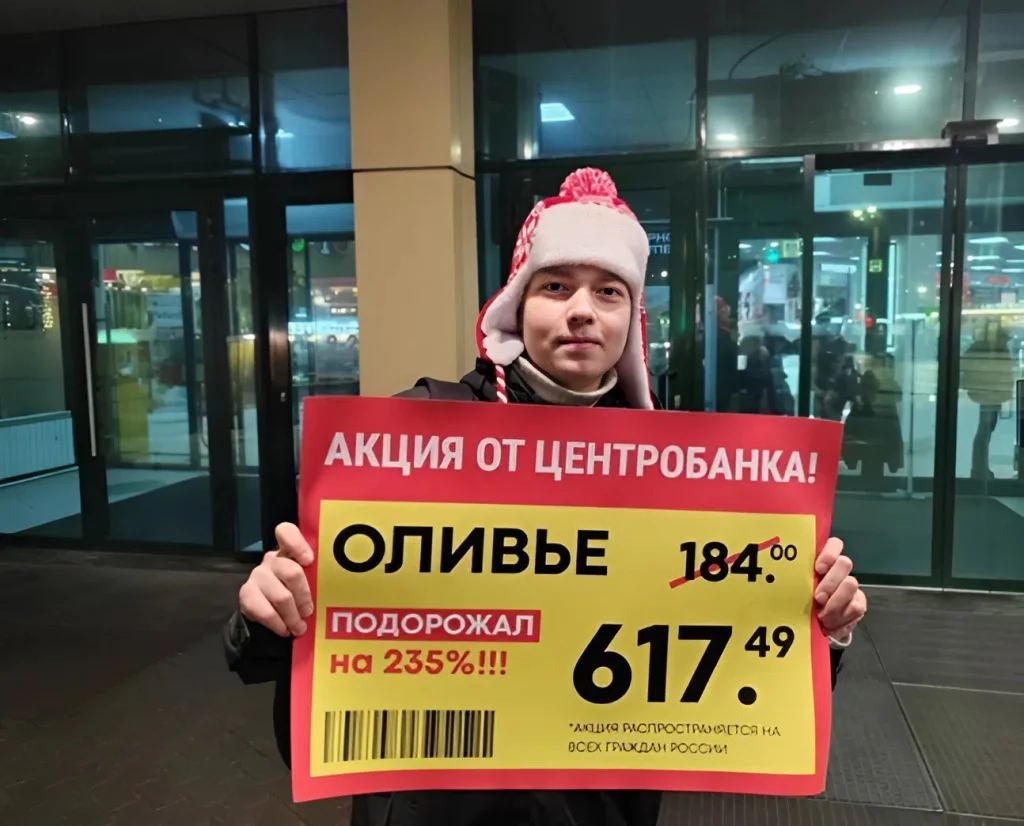 АКЦИЯ ОТ ЦЕНТРОБАНКА!
ОЛИВЬЕ
184.00
ПОДОРОЖАЛ
на 235%!!!
617.49
*АКЦИЯ РАСПРОСТРАНЯЕТСЯ НА
ВСЕХ ГРАЖДАН РОССИИ